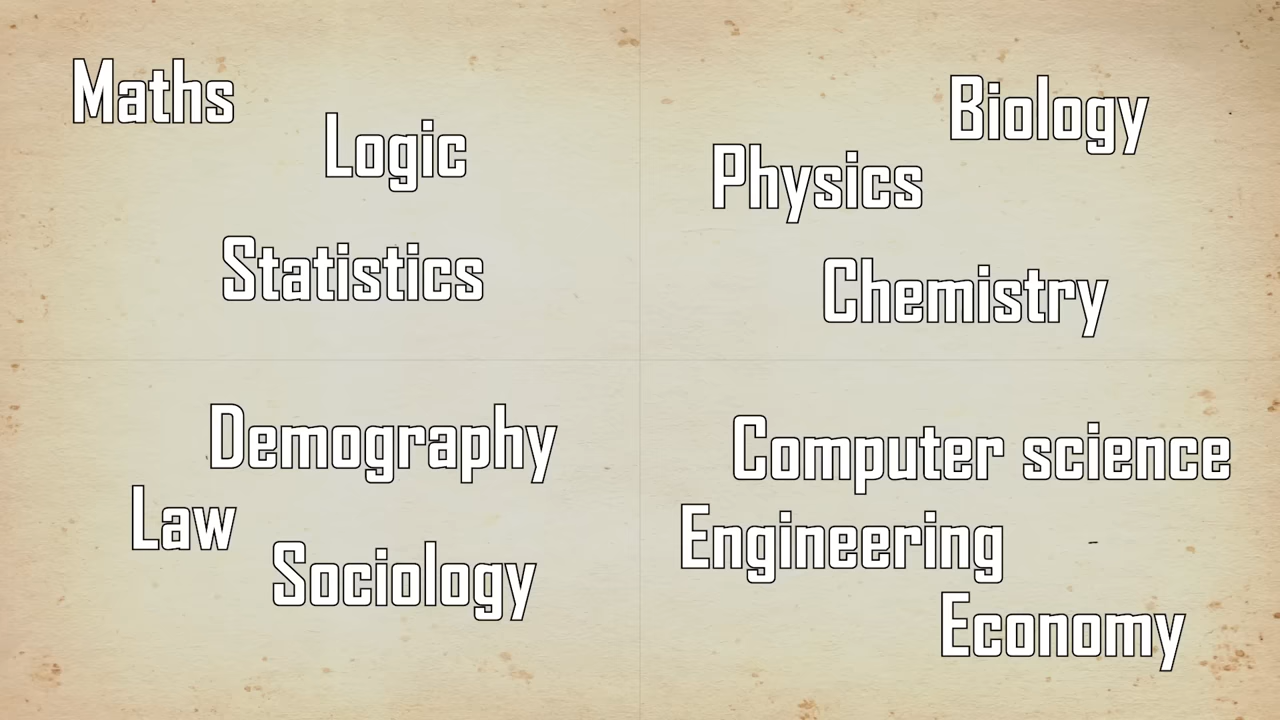 Maths
Logic
Statistics
Biology
Physics
Chemistry
Demography
Law
Sociology
Computer science
Engineering
Economy